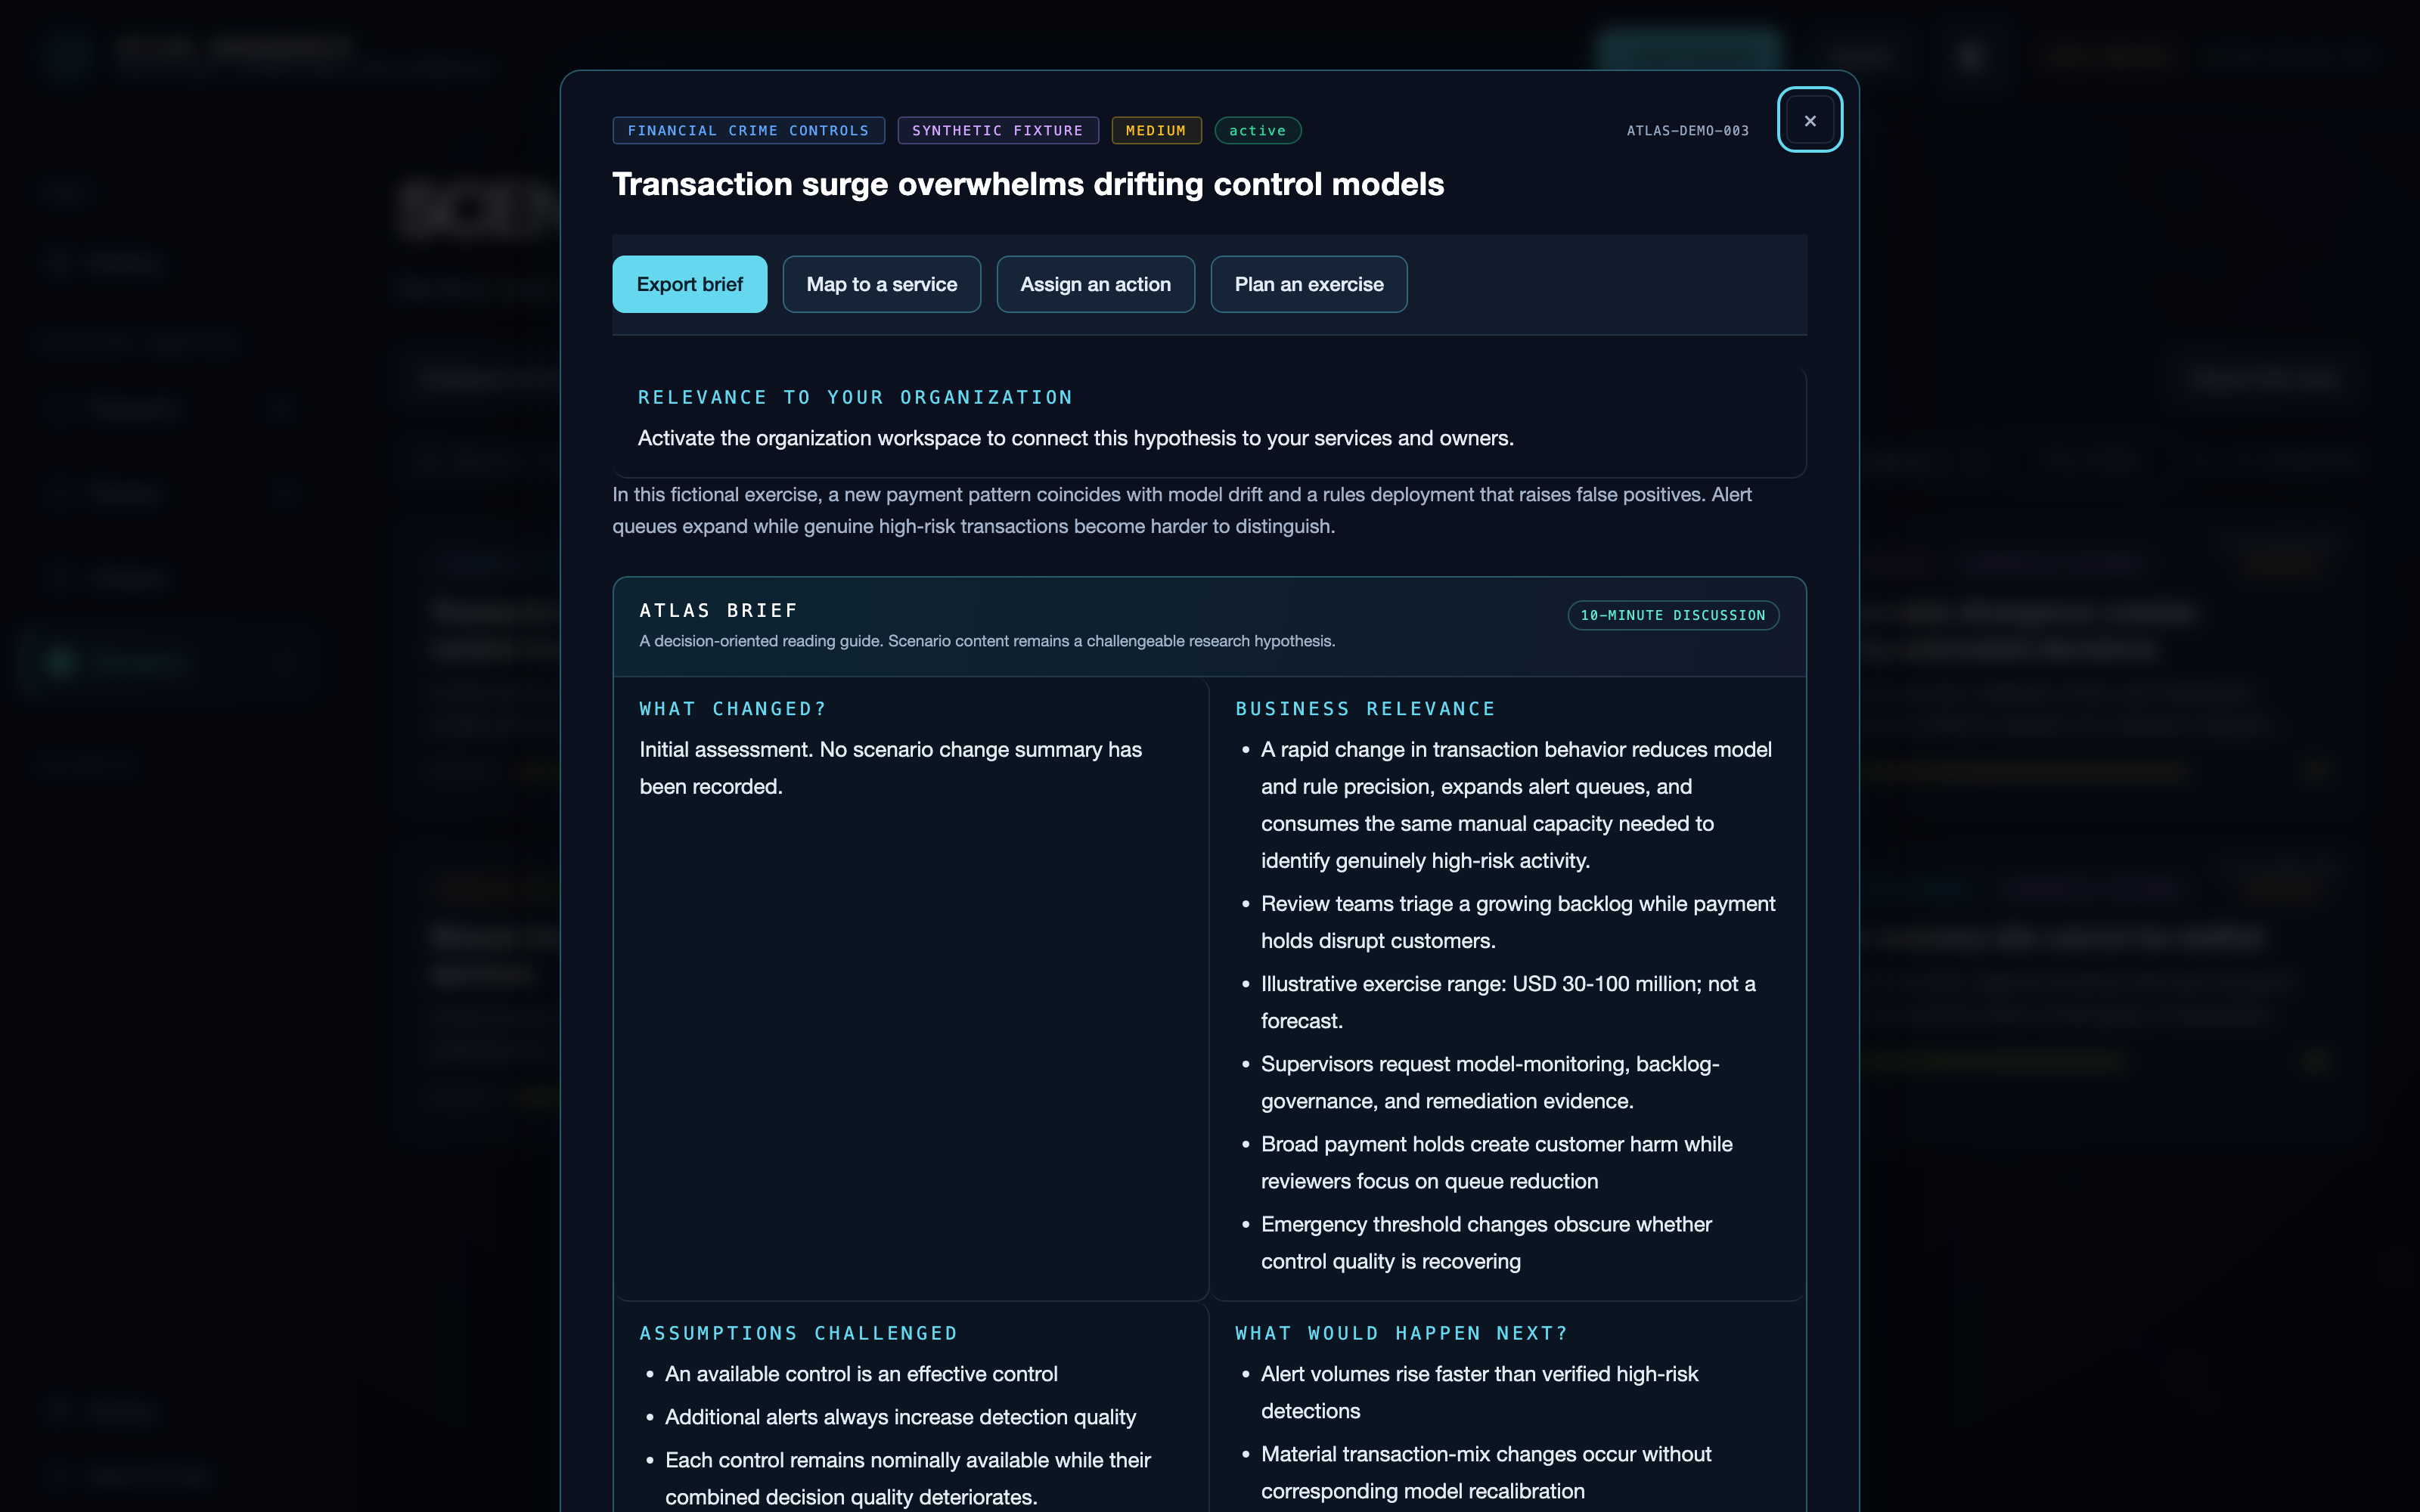 FINANCIAL CRIME CONTROLS
SYNTHETIC FIXTURE
MEDIUM
active
ATLAS-DEMO-003
×
Transaction surge overwhelms drifting control models
Export brief
Map to a service
Assign an action
Plan an exercise
RELEVANCE TO YOUR ORGANIZATION
Activate the organization workspace to connect this hypothesis to your services and owners.
In this fictional exercise, a new payment pattern coincides with model drift and a rules deployment that raises false positives. Alert
queues expand while genuine high-risk transactions become harder to distinguish.
ATLAS BRIEF
A decision-oriented reading guide. Scenario content remains a challengeable research hypothesis.
10-MINUTE DISCUSSION
WHAT CHANGED?
Initial assessment. No scenario change summary has
been recorded.
BUSINESS RELEVANCE
• A rapid change in transaction behavior reduces model
and rule precision, expands alert queues, and
consumes the same manual capacity needed to
identify genuinely high-risk activity.
• Review teams triage a growing backlog while payment
holds disrupt customers.
• Illustrative exercise range: USD 30-100 million; not a
forecast.
• Supervisors request model-monitoring, backlog-
governance, and remediation evidence.
• Broad payment holds create customer harm while
reviewers focus on queue reduction
• Emergency threshold changes obscure whether
control quality is recovering
ASSUMPTIONS CHALLENGED
• An available control is an effective control
• Additional alerts always increase detection quality
• Each control remains nominally available while their
combined decision quality deteriorates.
WHAT WOULD HAPPEN NEXT?
• Alert volumes rise faster than verified high-risk
detections
• Material transaction-mix changes occur without
corresponding model recalibration